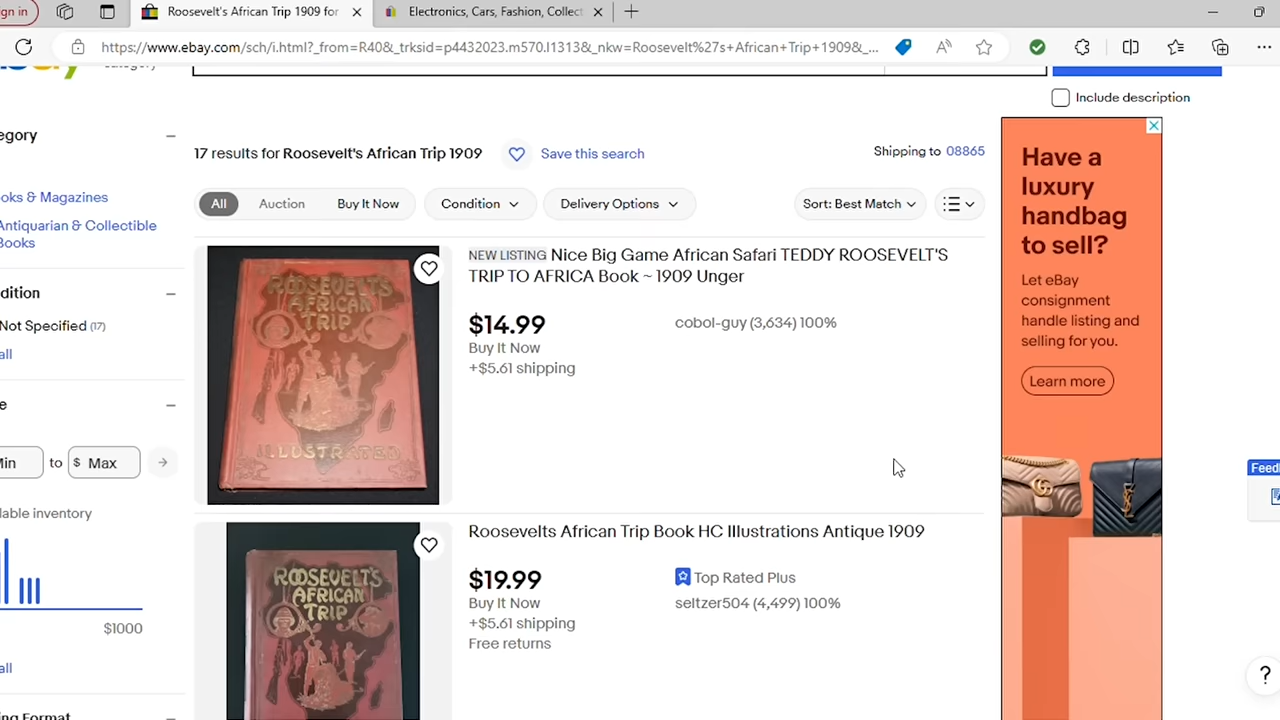 gn in
Roosevelt's African Trip 1909 for
Electronics, Cars, Fashion, Collect
https://www.ebay.com/sch/i.html?_from=R40&_trksid=p4432023.m570.l1313&_nkw=Roosevelt%27s+African+Trip+1909&_...
category
Include description
egory
17 results for Roosevelt's African Trip 1909
Save this search
Shipping to 08865
ooks & Magazines
Antiquarian & Collectible
Books
All
Auction
Buy It Now
Condition
Delivery Options
Sort: Best Match
NEW LISTING Nice Big Game African Safari TEDDY ROOSEVELT'S
TRIP TO AFRICA Book ~ 1909 Unger
$14.99
cobol-guy (3,634) 100%
Buy It Now
+$5.61 shipping
ROOSEVELT'S
AFRICAN
TRIP
ILLUSTRATED
dition
Not Specified (17)
all
e
Min
to
$ Max
lable inventory
$1000
all
ing Format
Roosevelts African Trip Book HC Illustrations Antique 1909
$19.99
Top Rated Plus
Buy It Now
seltzer504 (4,499) 100%
+$5.61 shipping
Free returns
ROOSEVELT'S
AFRICAN
TRIP
Have a
luxury
handbag
to sell?
Let eBay
consignment
handle listing and
selling for you.
Learn more
Feed
?